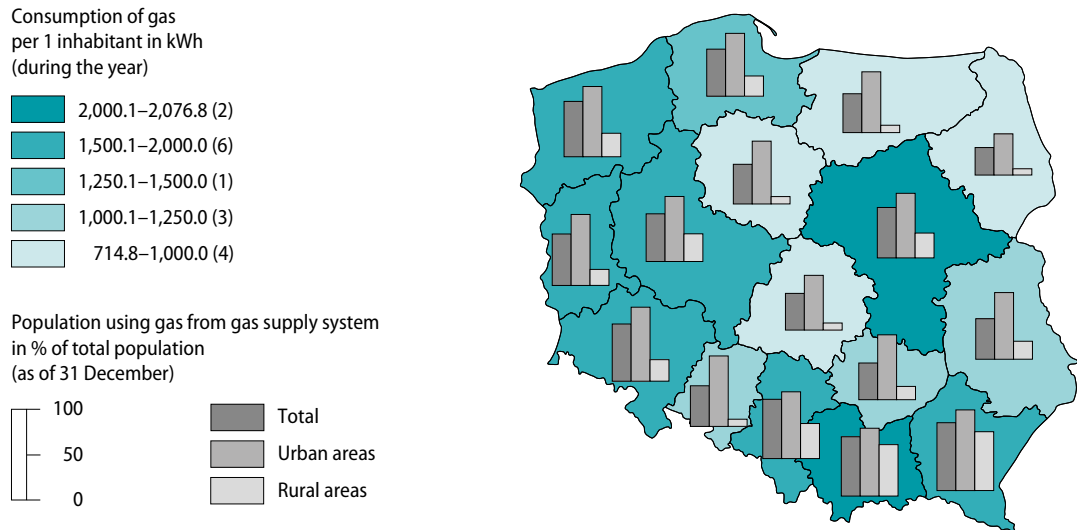 Consumption of gas
per 1 inhabitant in kWh
(during the year)
2,000.1–2,076.8 (2)
1,500.1–2,000.0 (6)
1,250.1–1,500.0 (1)
1,000.1–1,250.0 (3)
714.8–1,000.0 (4)
Population using gas from gas supply system
in % of total population
(as of 31 December)
100
50
0
Total
Urban areas
Rural areas